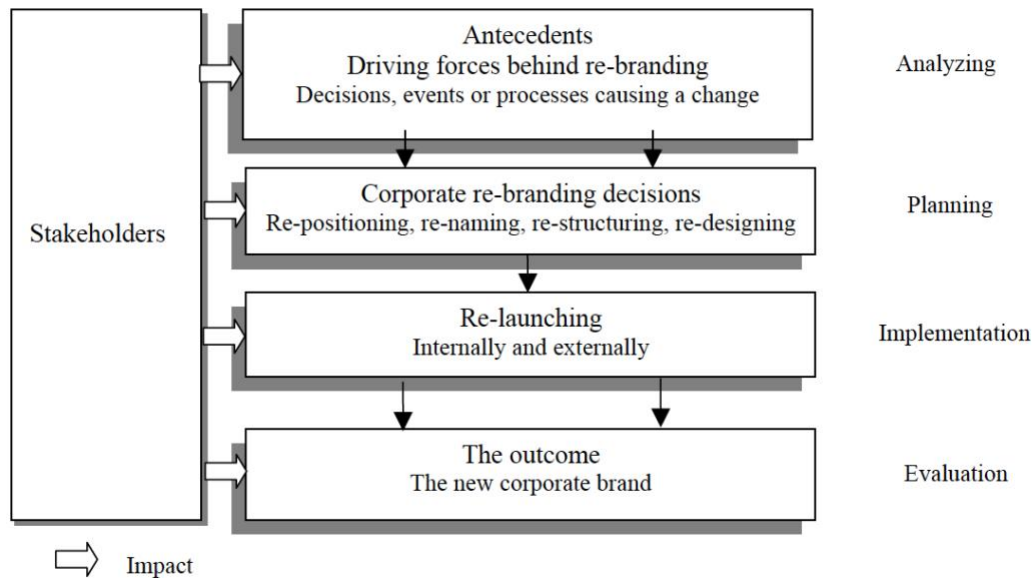 Antecedents
Driving forces behind re-branding
Decisions, events or processes causing a change
Analyzing
Corporate re-branding decisions
Re-positioning, re-naming, re-structuring, re-designing
Planning
Stakeholders
Re-launching
Internally and externally
Implementation
The outcome
The new corporate brand
Evaluation
Impact